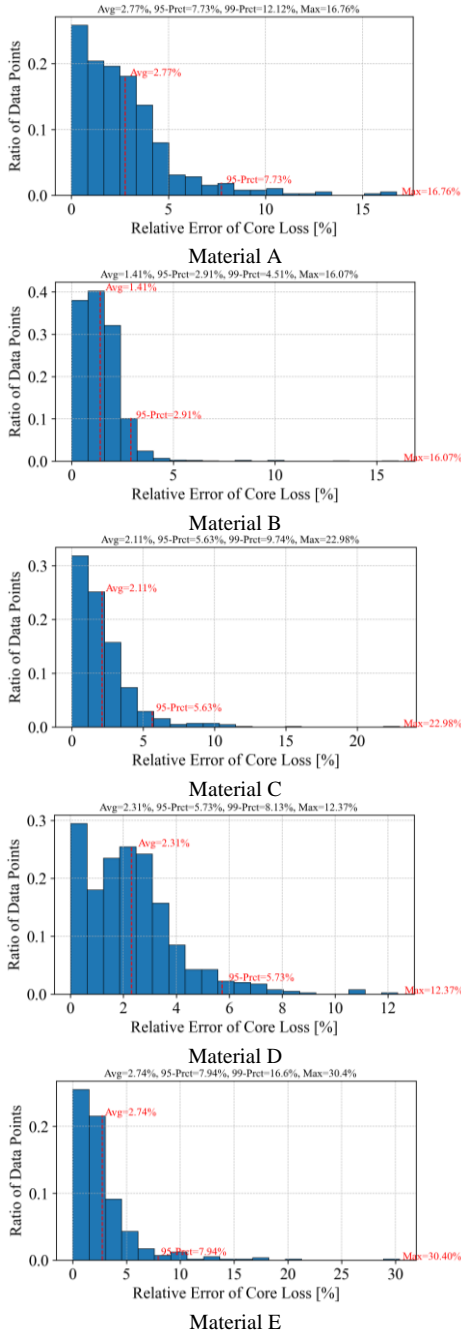 Avg=2.77%, 95-Prct=7.73%, 99-Prct=12.12%, Max=16.76%
Ratio of Data Points
0.2
0.1
0.0
Avg=2.77%
95-Prct=7.73%
Max=16.76%
0 5 10 15
Relative Error of Core Loss [%]
Material A
Avg=1.41%, 95-Prct=2.91%, 99-Prct=4.51%, Max=16.07%
Ratio of Data Points
0.4
0.3
0.2
0.1
0.0
Avg=1.41%
95-Prct=2.91%
Max=16.07%
0 5 10 15
Relative Error of Core Loss [%]
Material B
Avg=2.11%, 95-Prct=5.63%, 99-Prct=9.74%, Max=22.98%
Ratio of Data Points
0.3
0.2
0.1
0.0
Avg=2.11%
95-Prct=5.63%
Max=22.98%
0 5 10 15 20
Relative Error of Core Loss [%]
Material C
Avg=2.31%, 95-Prct=5.73%, 99-Prct=8.13%, Max=12.37%
Ratio of Data Points
0.3
0.2
0.1
0.0
Avg=2.31%
95-Prct=5.73%
Max=12.37%
0 2 4 6 8 10 12
Relative Error of Core Loss [%]
Material D
Avg=2.74%, 95-Prct=7.94%, 99-Prct=16.6%, Max=30.4%
Ratio of Data Points
0.2
0.1
0.0
Avg=2.74%
95-Prct=7.94%
Max=30.40%
0 5 10 15 20 25 30
Relative Error of Core Loss [%]
Material E